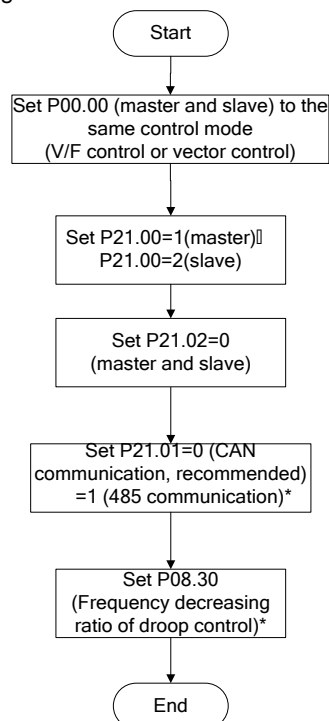 Start
Set P00.00 (master and slave) to the
same control mode
(V/F control or vector control)
Set P21.00=1(master)▯
P21.00=2(slave)
Set P21.02=0
(master and slave)
Set P21.01=0 (CAN
communication, recommended)
=1 (485 communication)*
Set P08.30
(Frequency decreasing
ratio of droop control)*
End